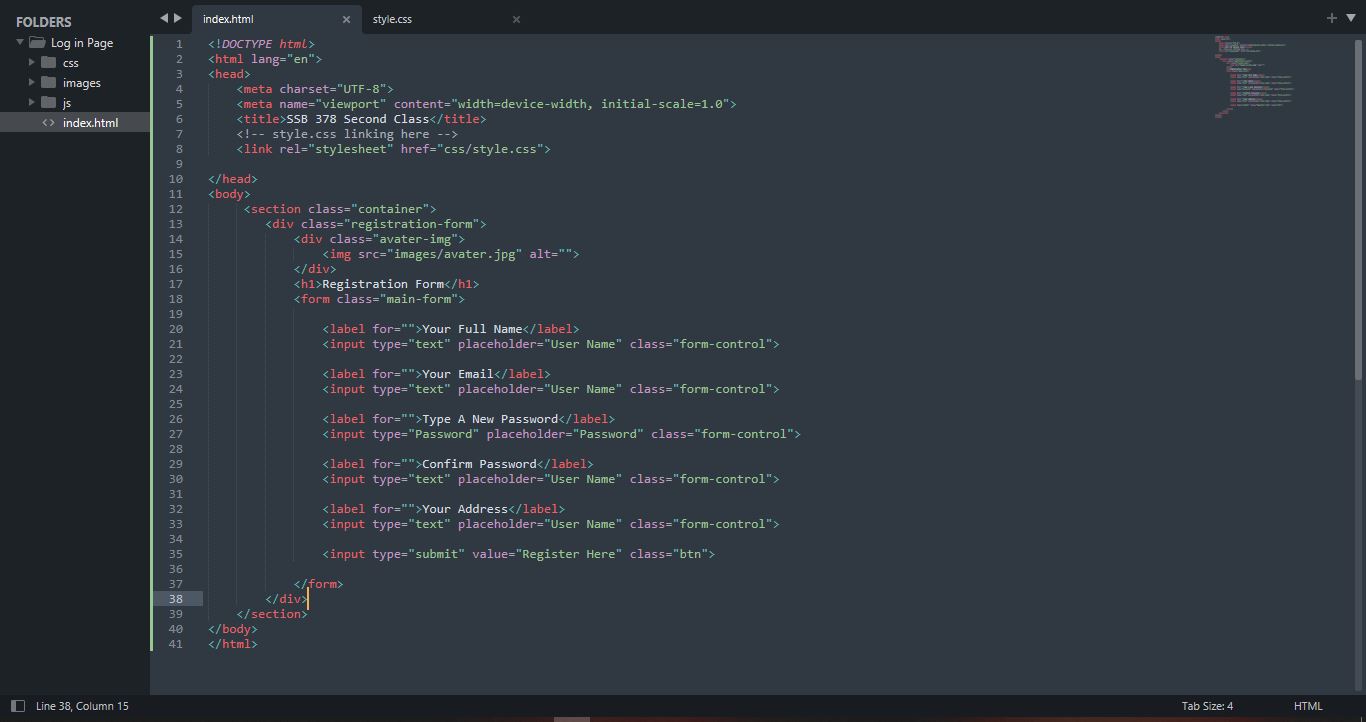 FOLDERS
Log in Page
css
images
js
<> index.html
index.html ×
style.css ×
+
1 <!DOCTYPE html>
2 <html lang="en">
3 <head>
4     <meta charset="UTF-8">
5     <meta name="viewport" content="width=device-width, initial-scale=1.0">
6     <title>SSB 378 Second Class</title>
7     <!-- style.css linking here -->
8     <link rel="stylesheet" href="css/style.css">
9
10 </head>
11 <body>
12      <section class="container">
13         <div class="registration-form">
14             <div class="avater-img">
15                 <img src="images/avater.jpg" alt="">
16             </div>
17             <h1>Registration Form</h1>
18             <form class="main-form">
19
20                 <label for="">Your Full Name</label>
21                 <input type="text" placeholder="User Name" class="form-control">
22
23                 <label for="">Your Email</label>
24                 <input type="text" placeholder="User Name" class="form-control">
25
26                 <label for="">Type A New Password</label>
27                 <input type="Password" placeholder="Password" class="form-control">
28
29                 <label for="">Confirm Password</label>
30                 <input type="text" placeholder="User Name" class="form-control">
31
32                 <label for="">Your Address</label>
33                 <input type="text" placeholder="User Name" class="form-control">
34
35                 <input type="submit" value="Register Here" class="btn">
36
37             </form>
38         </div>
39     </section>
40 </body>
41 </html>
Line 38, Column 15
Tab Size: 4
HTML